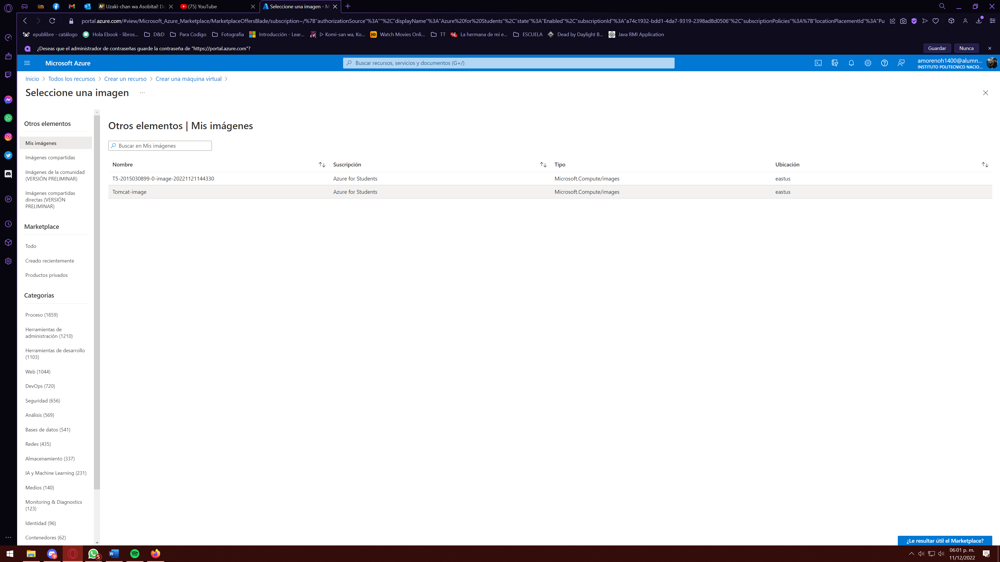 Uzaki-chan wa Asobitai! Do
(75) YouTube
Seleccione una imagen - M
portal.azure.com/#view/Microsoft_Azure_Marketplace/MarketplaceOffersBlade/subscription~/%7B"authorizationSource"%3A""%2C"displayName"%3A"Azure%20for%20Students"%2C"state"%3A"Enabled"%2C"subscriptionId"%3A"a74c1932-bdd1-4da7-9319-2398ad8d0506"%2C"subscriptionPolicies"%3A%7B"locationPlacementId"%3A"Pu
epublibre - catálogo
Hola Ebook - libros...
D&D
Para Codigo
Fotografia
Introducción - Lear...
▷ Komi-san wa, Ko...
HD Watch Movies Onli...
TT
La hermana de mi e...
ESCUELA
Dead by Daylight B...
Java RMI Application
¿Deseas que el administrador de contraseñas guarde la contraseña de "https://portal.azure.com"?
Guardar
Nunca
Microsoft Azure
Buscar recursos, servicios y documentos (G+/)
amorenoh1400@alumn...
INSTITUTO POLITECNICO NACIO...
Inicio > Todos los recursos > Crear un recurso > Crear una máquina virtual >
Seleccione una imagen ...
Otros elementos
Mis imágenes
Imágenes compartidas
Imágenes de la comunidad
(VERSIÓN PRELIMINAR)
Imágenes compartidas
directas (VERSIÓN
PRELIMINAR)
Marketplace
Todo
Creado recientemente
Productos privados
Categorías
Proceso (1859)
Herramientas de
administración (1210)
Herramientas de desarrollo
(1103)
Web (1044)
DevOps (720)
Seguridad (656)
Análisis (569)
Bases de datos (541)
Redes (435)
Almacenamiento (337)
IA y Machine Learning (231)
Medios (140)
Monitoring & Diagnostics
(123)
Identidad (96)
Contenedores (62)
Otros elementos | Mis imágenes
Buscar en Mis imágenes
Nombre Suscripción Tipo Ubicación
T5-2015030899-0-image-20221121144330 Azure for Students Microsoft.Compute/images eastus
Tomcat-image Azure for Students Microsoft.Compute/images eastus
¿Le resultar útil el Marketplace?
9
5
06:01 p. m.
11/12/2022